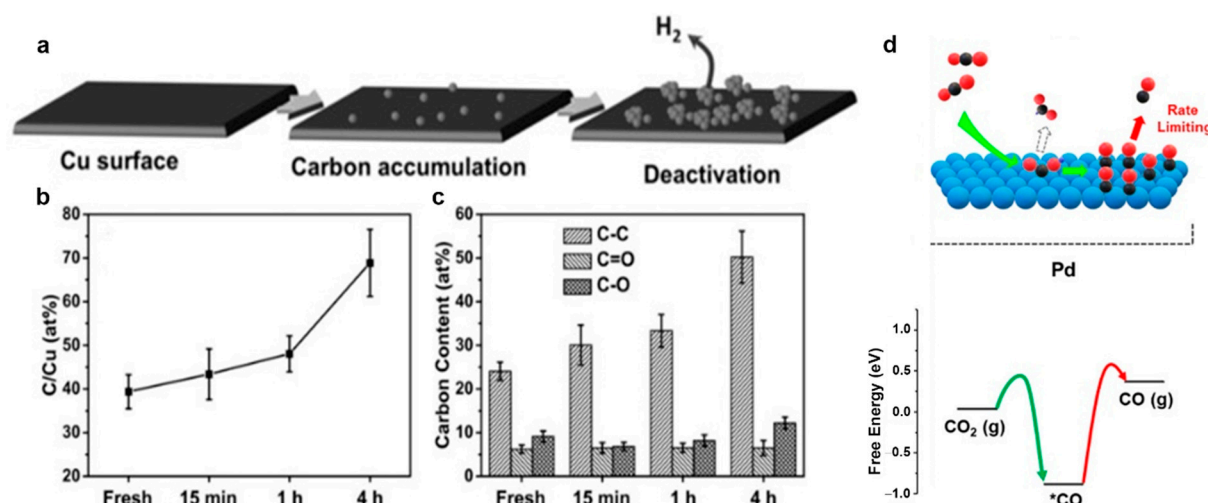 a
H2
Cu surface
Carbon accumulation
Deactivation
b
C/Cu (at%)
80
70
60
50
40
30
20
Fresh
15 min
1 h
4 h
c
Carbon Content (at%)
60
50
40
30
20
10
0
C-C
C=O
C-O
Fresh
15 min
1 h
4 h
d
Rate
Limiting
Pd
Free Energy (eV)
1.0
0.5
0.0
−0.5
−1.0
CO2 (g)
*CO
CO (g)